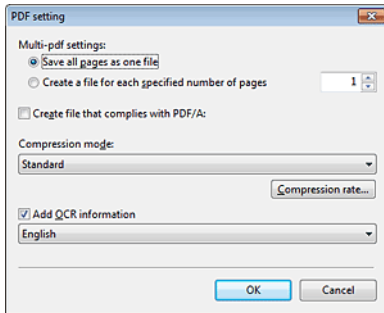 PDF setting
Multi-pdf settings:
Save all pages as one file
Create a file for each specified number of pages 1
Create file that complies with PDF/A:
Compression mode:
Standard
Compression rate...
Add OCR information
English
OK Cancel